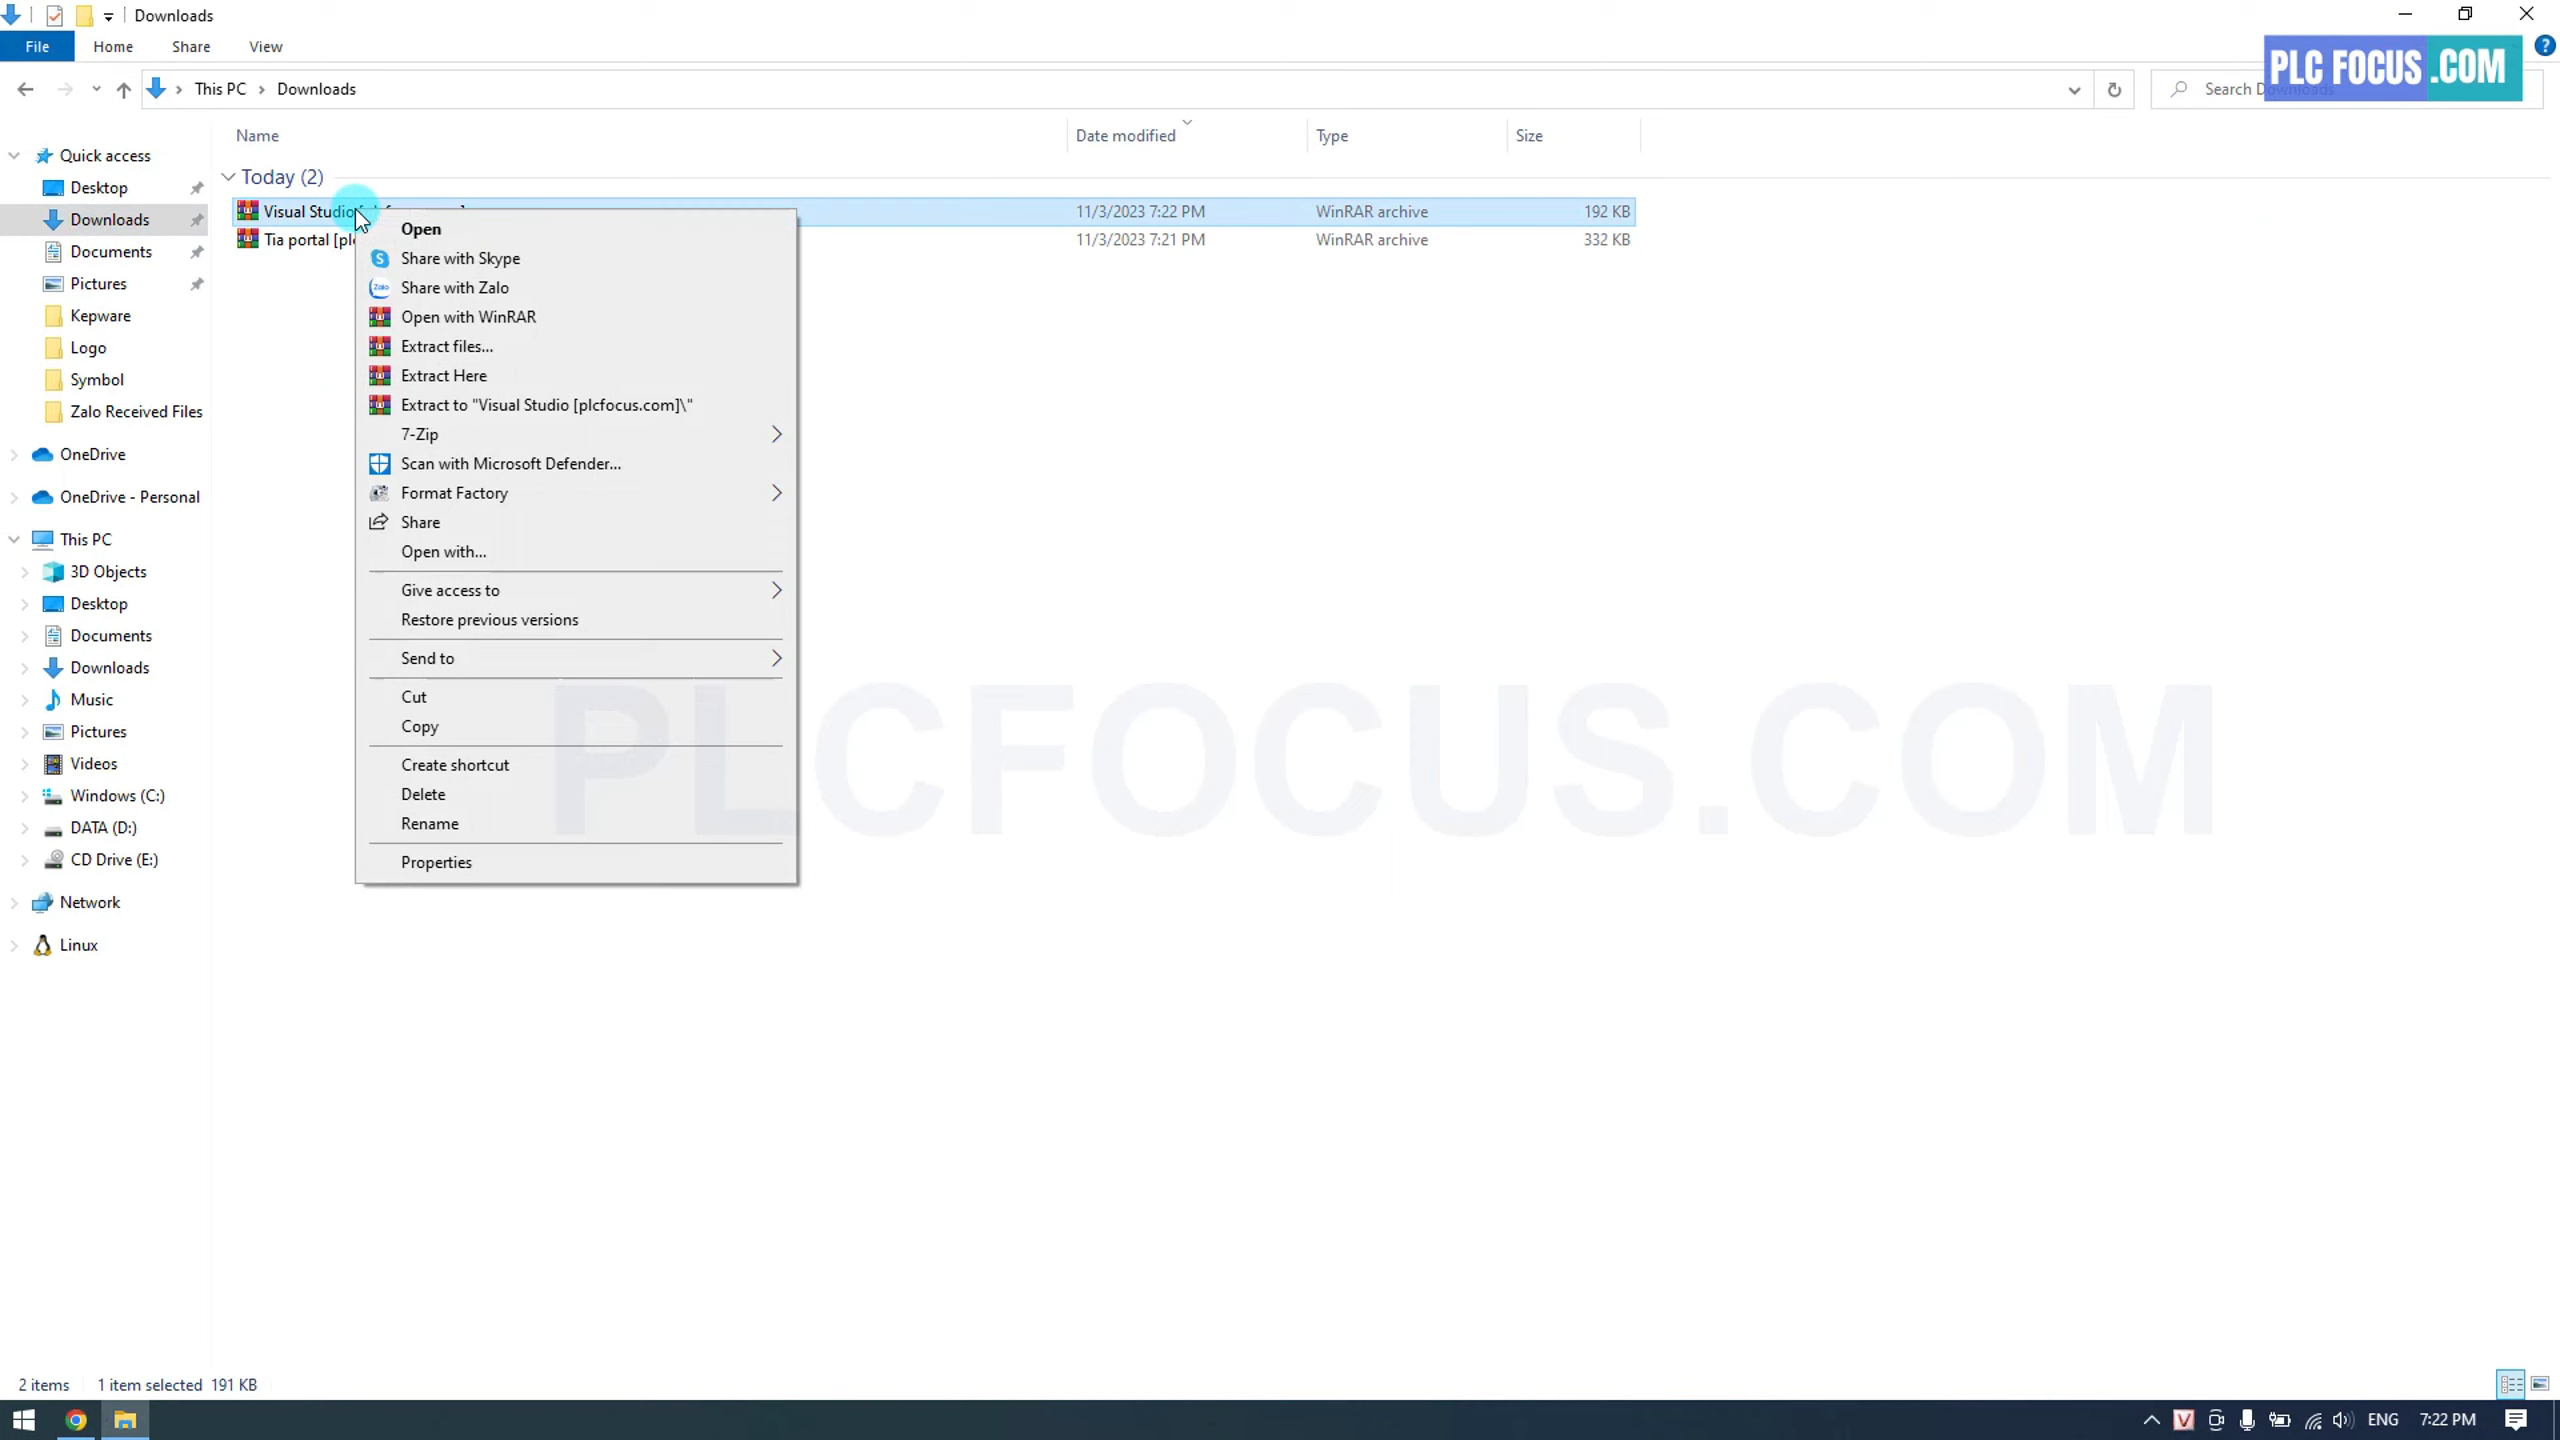 Downloads
File Home Share View
PLC FOCUS .COM
This PC Downloads
Search
Name Date modified Type Size
Quick access
Desktop
Downloads
Documents
Pictures
Kepware
Logo
Symbol
Zalo Received Files
OneDrive
OneDrive - Personal
This PC
3D Objects
Desktop
Documents
Downloads
Music
Pictures
Videos
Windows (C:)
DATA (D:)
CD Drive (E:)
Network
Linux
Today (2)
Visual Studio 11/3/2023 7:22 PM WinRAR archive 192 KB
Tia portal 11/3/2023 7:21 PM WinRAR archive 332 KB
Open
Share with Skype
Share with Zalo
Open with WinRAR
Extract files...
Extract Here
Extract to "Visual Studio [plcfocus.com]\"
7-Zip
Scan with Microsoft Defender...
Format Factory
Share
Open with...
Give access to
Restore previous versions
Send to
Cut
Copy
Create shortcut
Delete
Rename
Properties
PLCFOCUS.COM
2 items 1 item selected 191 KB
ENG 7:22 PM